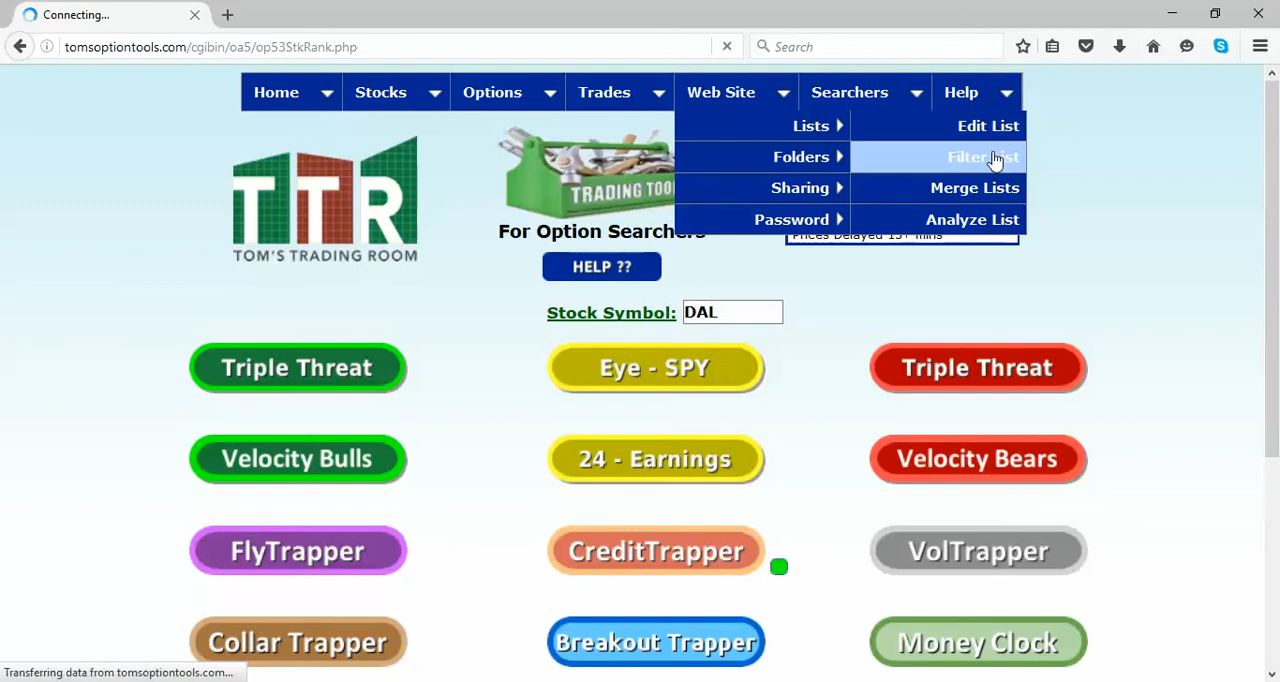 Connecting...
tomsoptiontools.com/cgibin/oa5/op53StkRank.php
Search
Home
Stocks
Options
Trades
Web Site
Searchers
Help
Lists
Edit List
Folders
Filter List
Sharing
Merge Lists
Password
Analyze List
TTR
TOM'S TRADING ROOM
TRADING TOO
For Option Searchers
Prices Delayed 15+ mins
HELP ??
Stock Symbol: DAL
Triple Threat
Eye - SPY
Triple Threat
Velocity Bulls
24 - Earnings
Velocity Bears
FlyTrapper
CreditTrapper
VolTrapper
Collar Trapper
Breakout Trapper
Money Clock
Transferring data from tomsoptiontools.com...